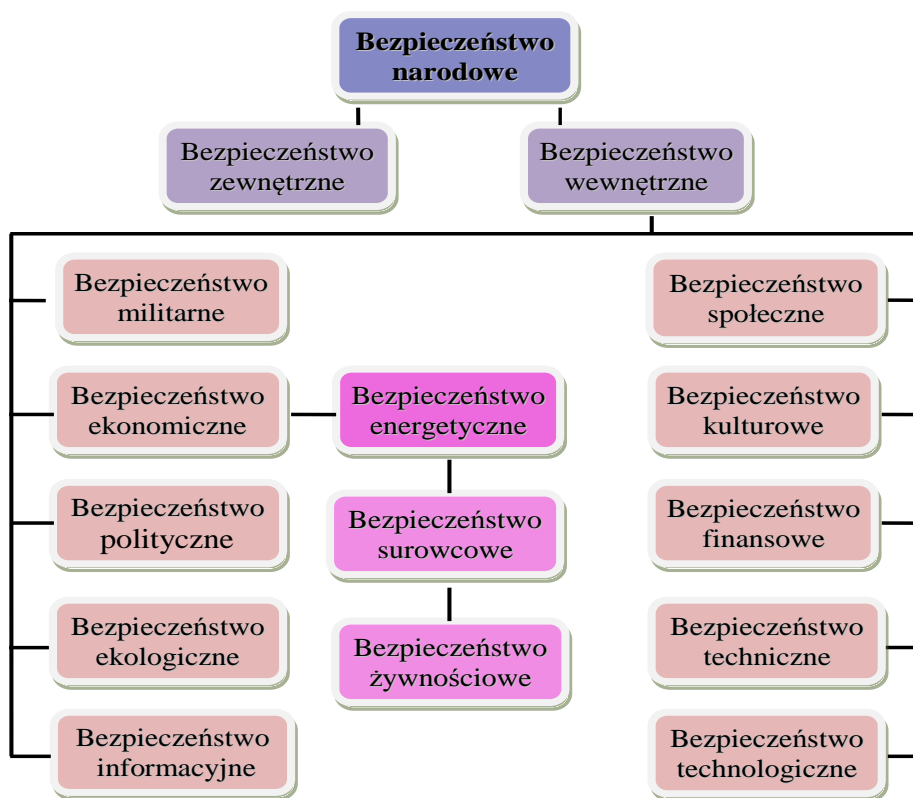 Bezpieczeństwo
narodowe
Bezpieczeństwo
zewnętrzne
Bezpieczeństwo
wewnętrzne
Bezpieczeństwo
militarne
Bezpieczeństwo
społeczne
Bezpieczeństwo
ekonomiczne
Bezpieczeństwo
energetyczne
Bezpieczeństwo
kulturowe
Bezpieczeństwo
polityczne
Bezpieczeństwo
surowcowe
Bezpieczeństwo
finansowe
Bezpieczeństwo
ekologiczne
Bezpieczeństwo
żywnościowe
Bezpieczeństwo
techniczne
Bezpieczeństwo
informacyjne
Bezpieczeństwo
technologiczne